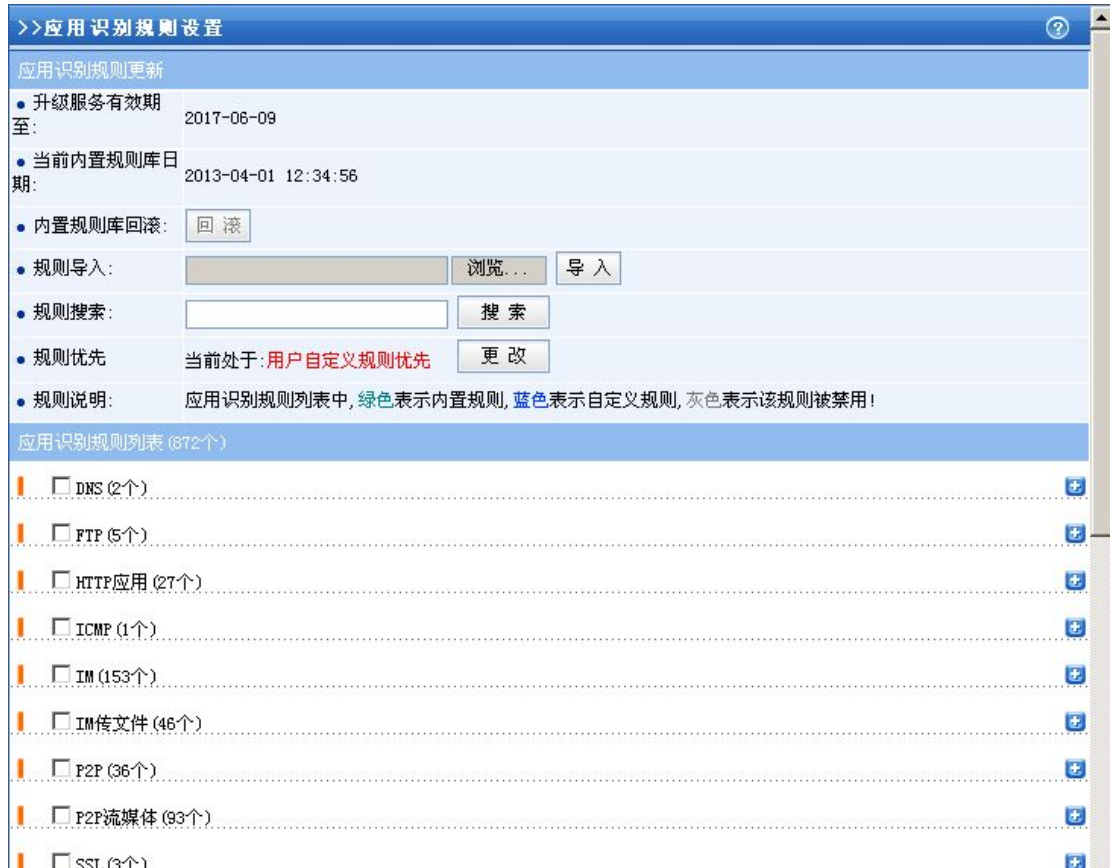 >>应用识别规则设置
应用识别规则更新
升级服务有效期
至:
2017-06-09
当前内置规则库日
期:
2013-04-01 12:34:56
内置规则库回滚: 回 滚
规则导入: 浏览... 导 入
规则搜索: 搜 索
规则优先 当前处于:用户自定义规则优先 更 改
规则说明: 应用识别规则列表中,绿色表示内置规则,蓝色表示自定义规则,灰色表示该规则被禁用!
应用识别规则列表(872个)
DNS(2个)
FTP(5个)
HTTP应用(27个)
ICMP(1个)
IM(153个)
IM传文件(46个)
P2P(36个)
P2P流媒体(93个)
SSL(3个)